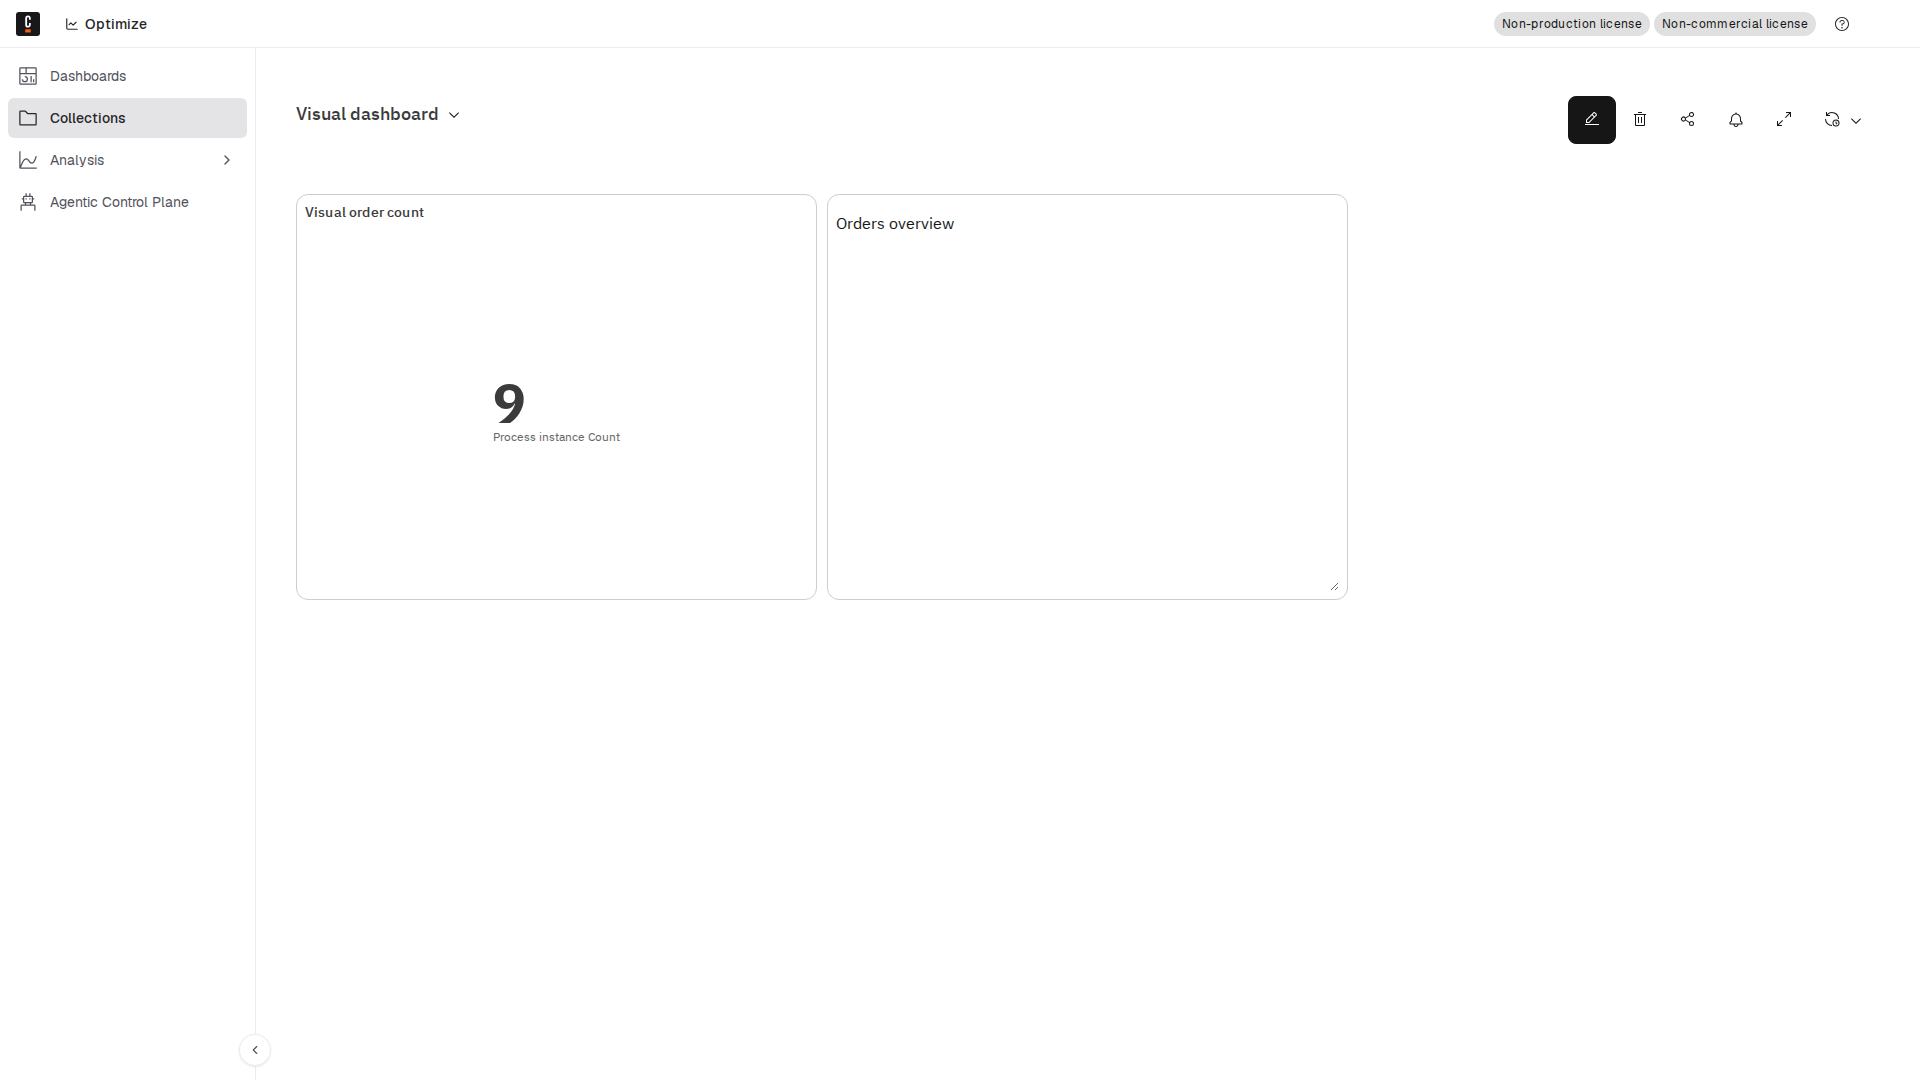 Optimize
Non-production license
Non-commercial license
Dashboards
Collections
Analysis
Agentic Control Plane
Visual dashboard
Visual order count
9
Process instance Count
Orders overview